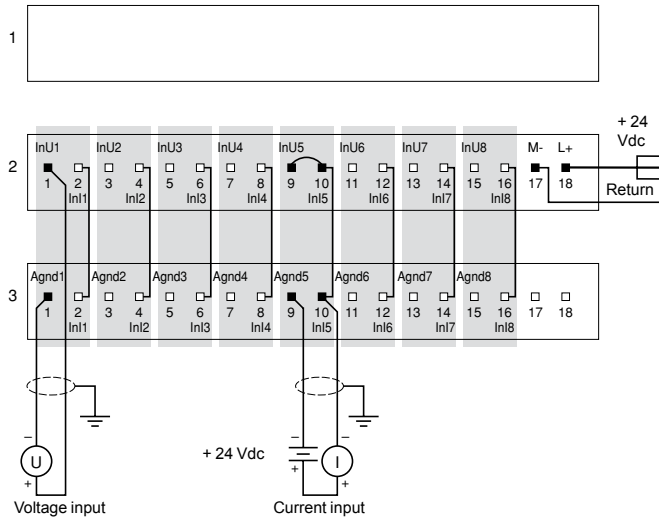 1
+ 24
Vdc
InU1 InU2 InU3 InU4 InU5 InU6 InU7 InU8 M- L+
2
1 2 3 4 5 6 7 8 9 10 11 12 13 14 15 16 17 18
InI1 InI2 InI3 InI4 InI5 InI6 InI7 InI8
Return
Agnd1 Agnd2 Agnd3 Agnd4 Agnd5 Agnd6 Agnd7 Agnd8
3
1 2 3 4 5 6 7 8 9 10 11 12 13 14 15 16 17 18
InI1 InI2 InI3 InI4 InI5 InI6 InI7 InI8
– – –
U + 24 Vdc I
+ + +
Voltage input Current input